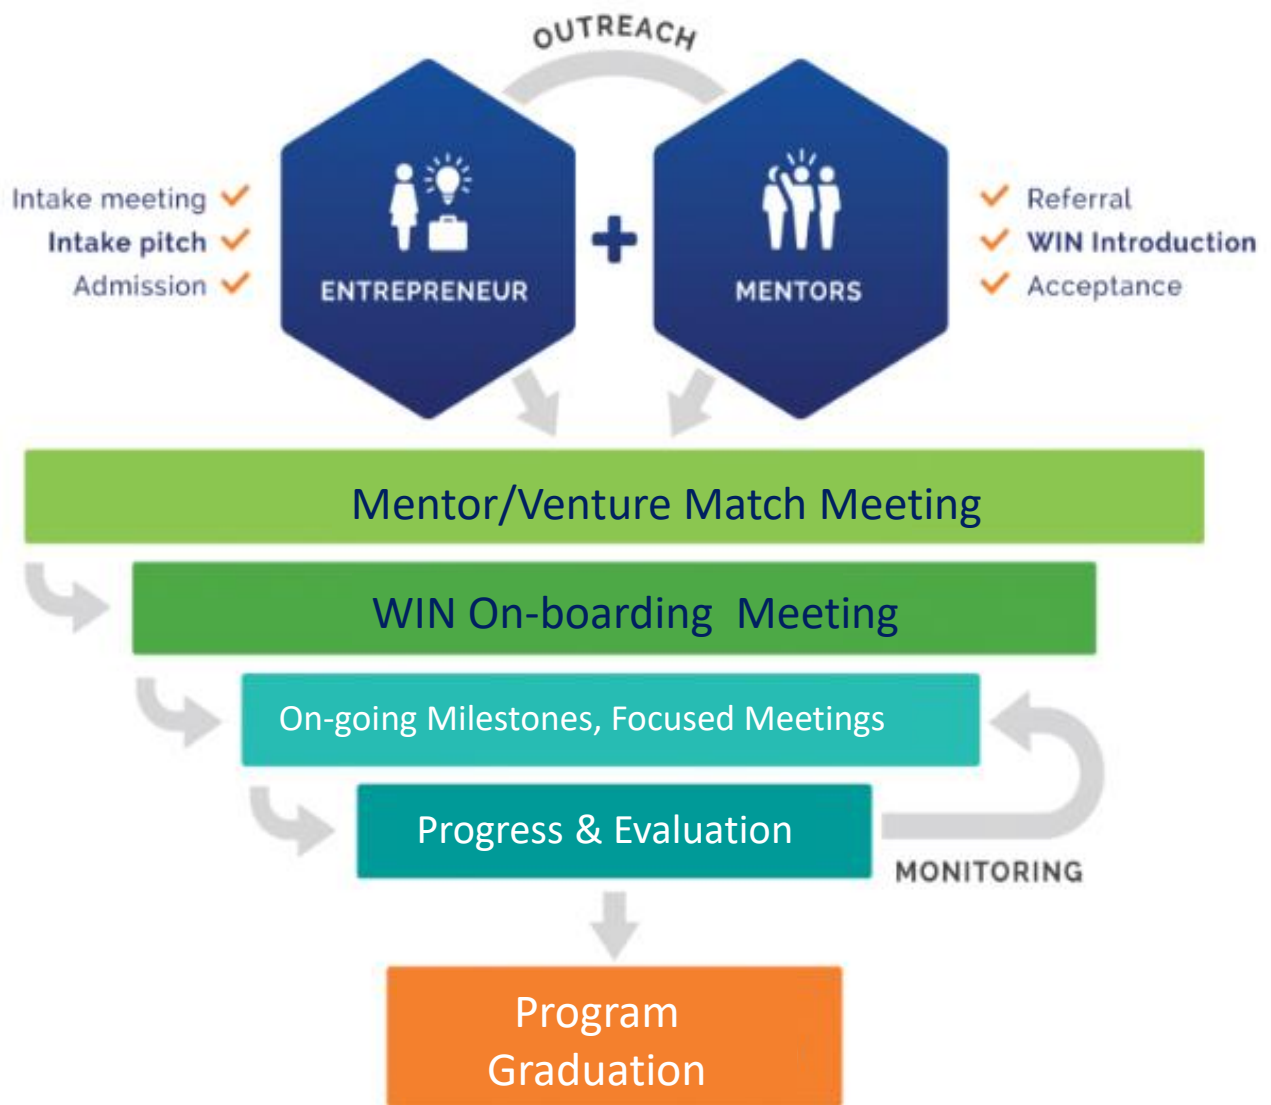 OUTREACH
Intake meeting
Intake pitch
Admission
ENTREPRENEUR
MENTORS
Referral
WIN Introduction
Acceptance
Mentor/Venture Match Meeting
WIN On-boarding  Meeting
On-going Milestones, Focused Meetings
Progress & Evaluation
MONITORING
Program
Graduation